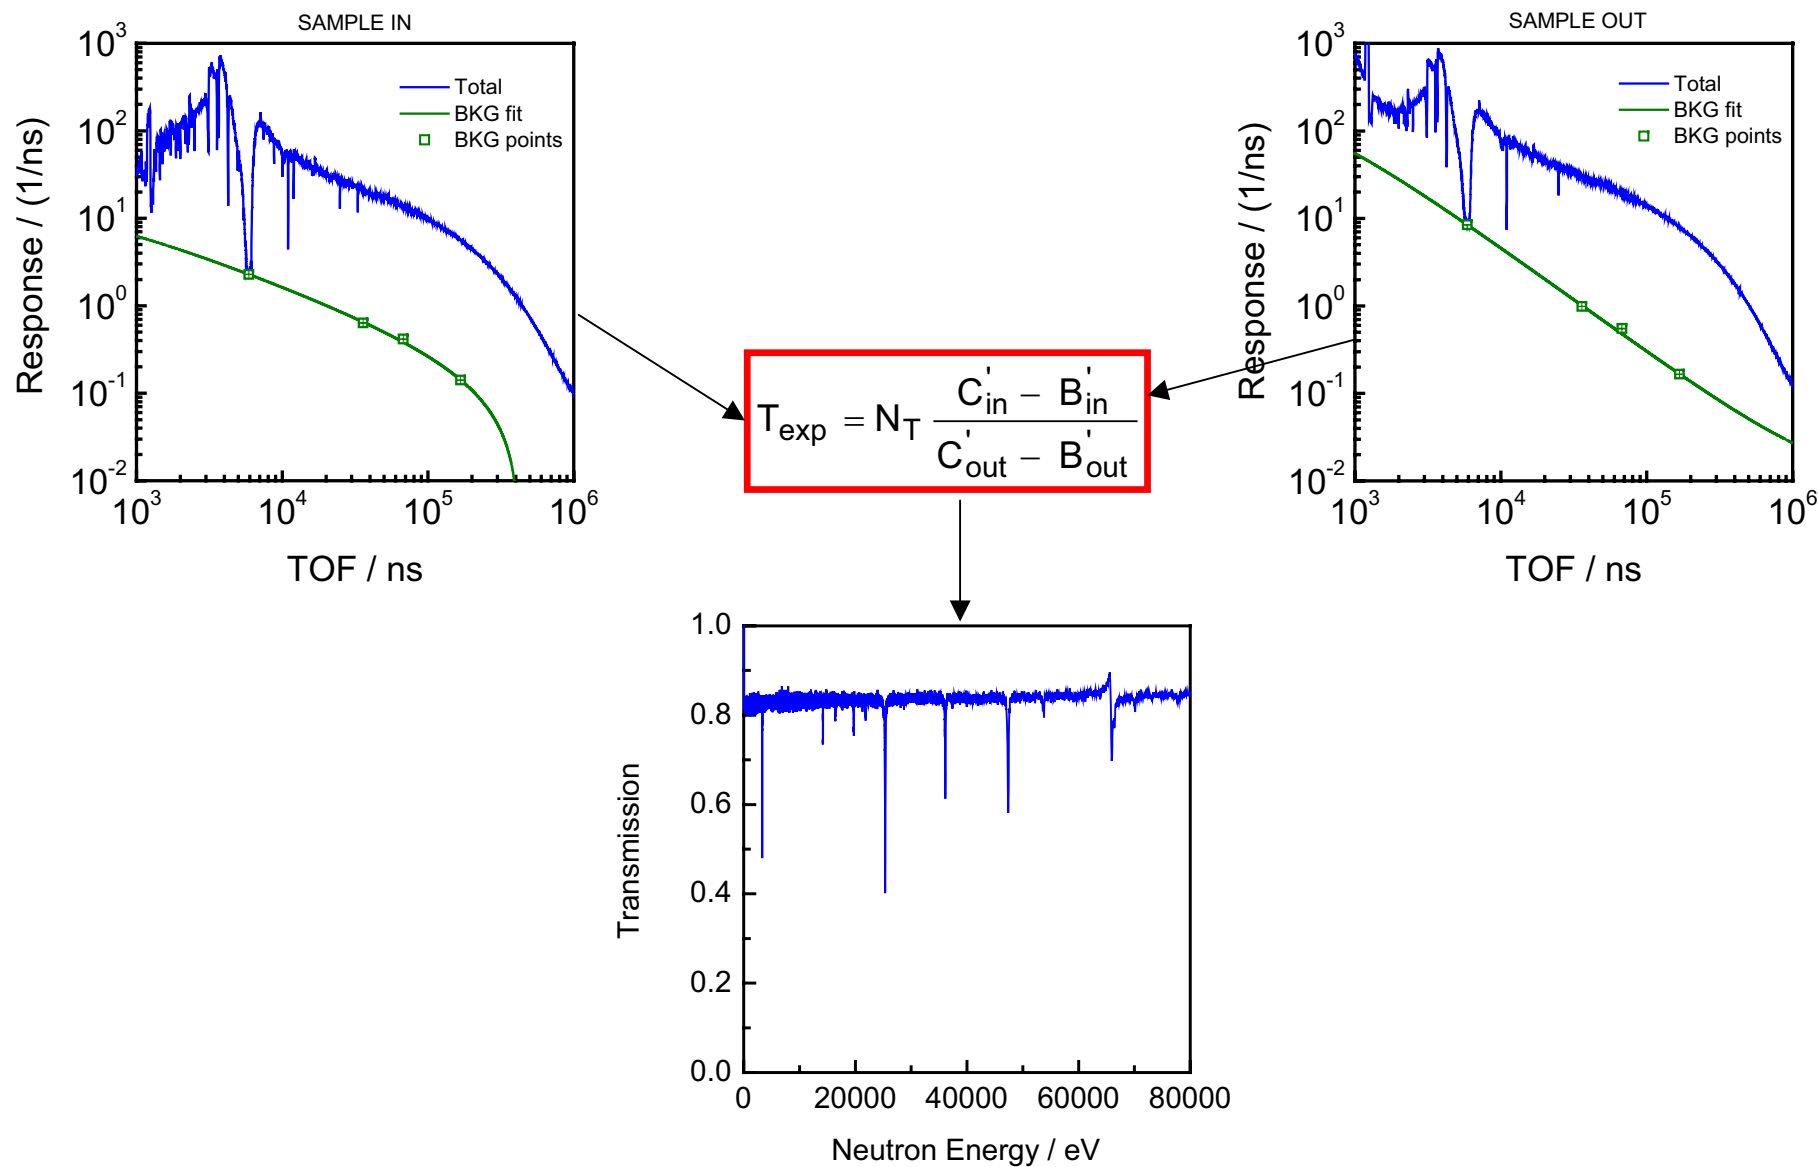 SAMPLE IN
10^3
10^2
10^1
10^0
10^-1
10^-2
Response / (1/ns)
Total
BKG fit
BKG points
10^3 10^4 10^5 10^6
TOF / ns
SAMPLE OUT
10^3
10^2
10^1
10^0
10^-1
10^-2
Response / (1/ns)
Total
BKG fit
BKG points
10^3 10^4 10^5 10^6
TOF / ns
T_exp = N_T (C'_in − B'_in) / (C'_out − B'_out)
1.0
0.8
0.6
0.4
0.2
0.0
Transmission
0 20000 40000 60000 80000
Neutron Energy / eV